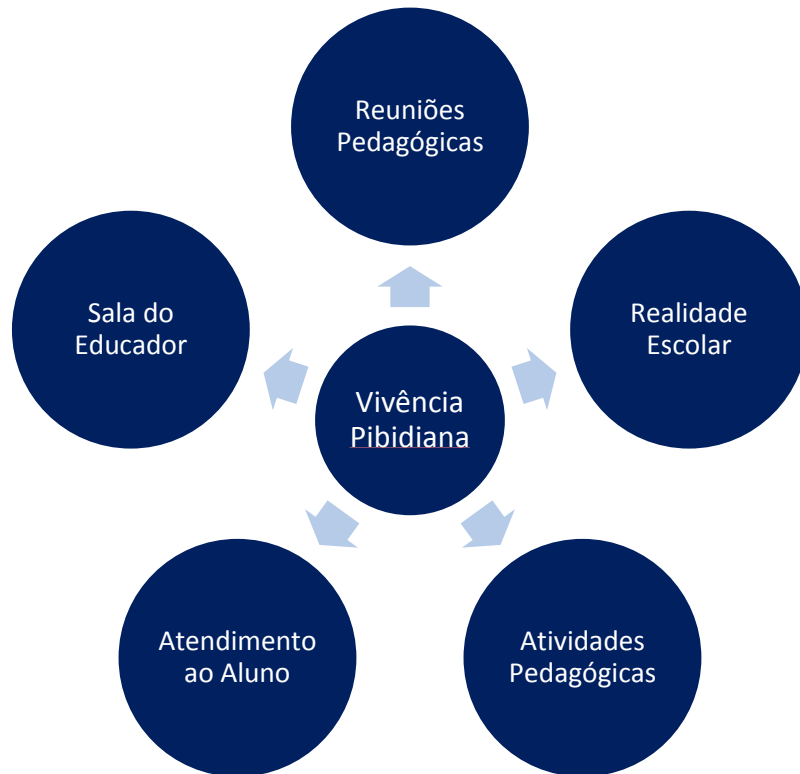 Reuniões
Pedagógicas
Sala do
Educador
Realidade
Escolar
Vivência
Pibidiana
Atendimento
ao Aluno
Atividades
Pedagógicas